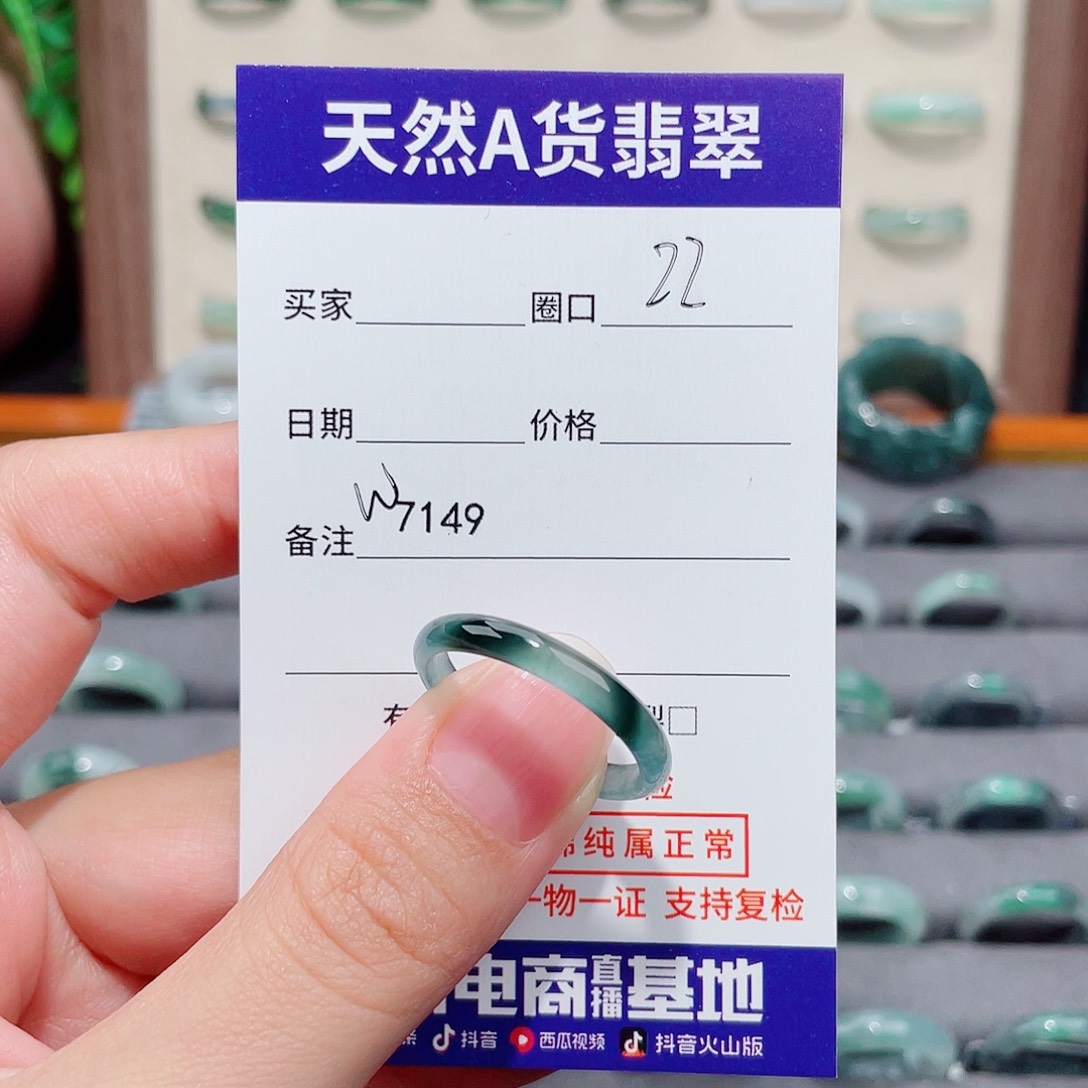 天然A货翡翠
买家 圈口 22
日期 价格
备注 W7149
有
纯属正常
一物一证 支持复检
电商直播基地
抖音 西瓜视频 抖音火山版